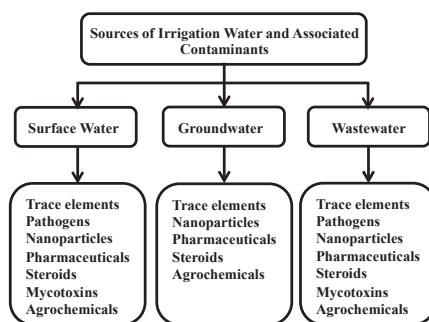 Sources of Irrigation Water and Associated
Contaminants
Surface Water
Groundwater
Wastewater
Trace elements
Pathogens
Nanoparticles
Pharmaceuticals
Steroids
Mycotoxins
Agrochemicals
Trace elements
Nanoparticles
Pharmaceuticals
Steroids
Agrochemicals
Trace elements
Pathogens
Nanoparticles
Pharmaceuticals
Steroids
Mycotoxins
Agrochemicals